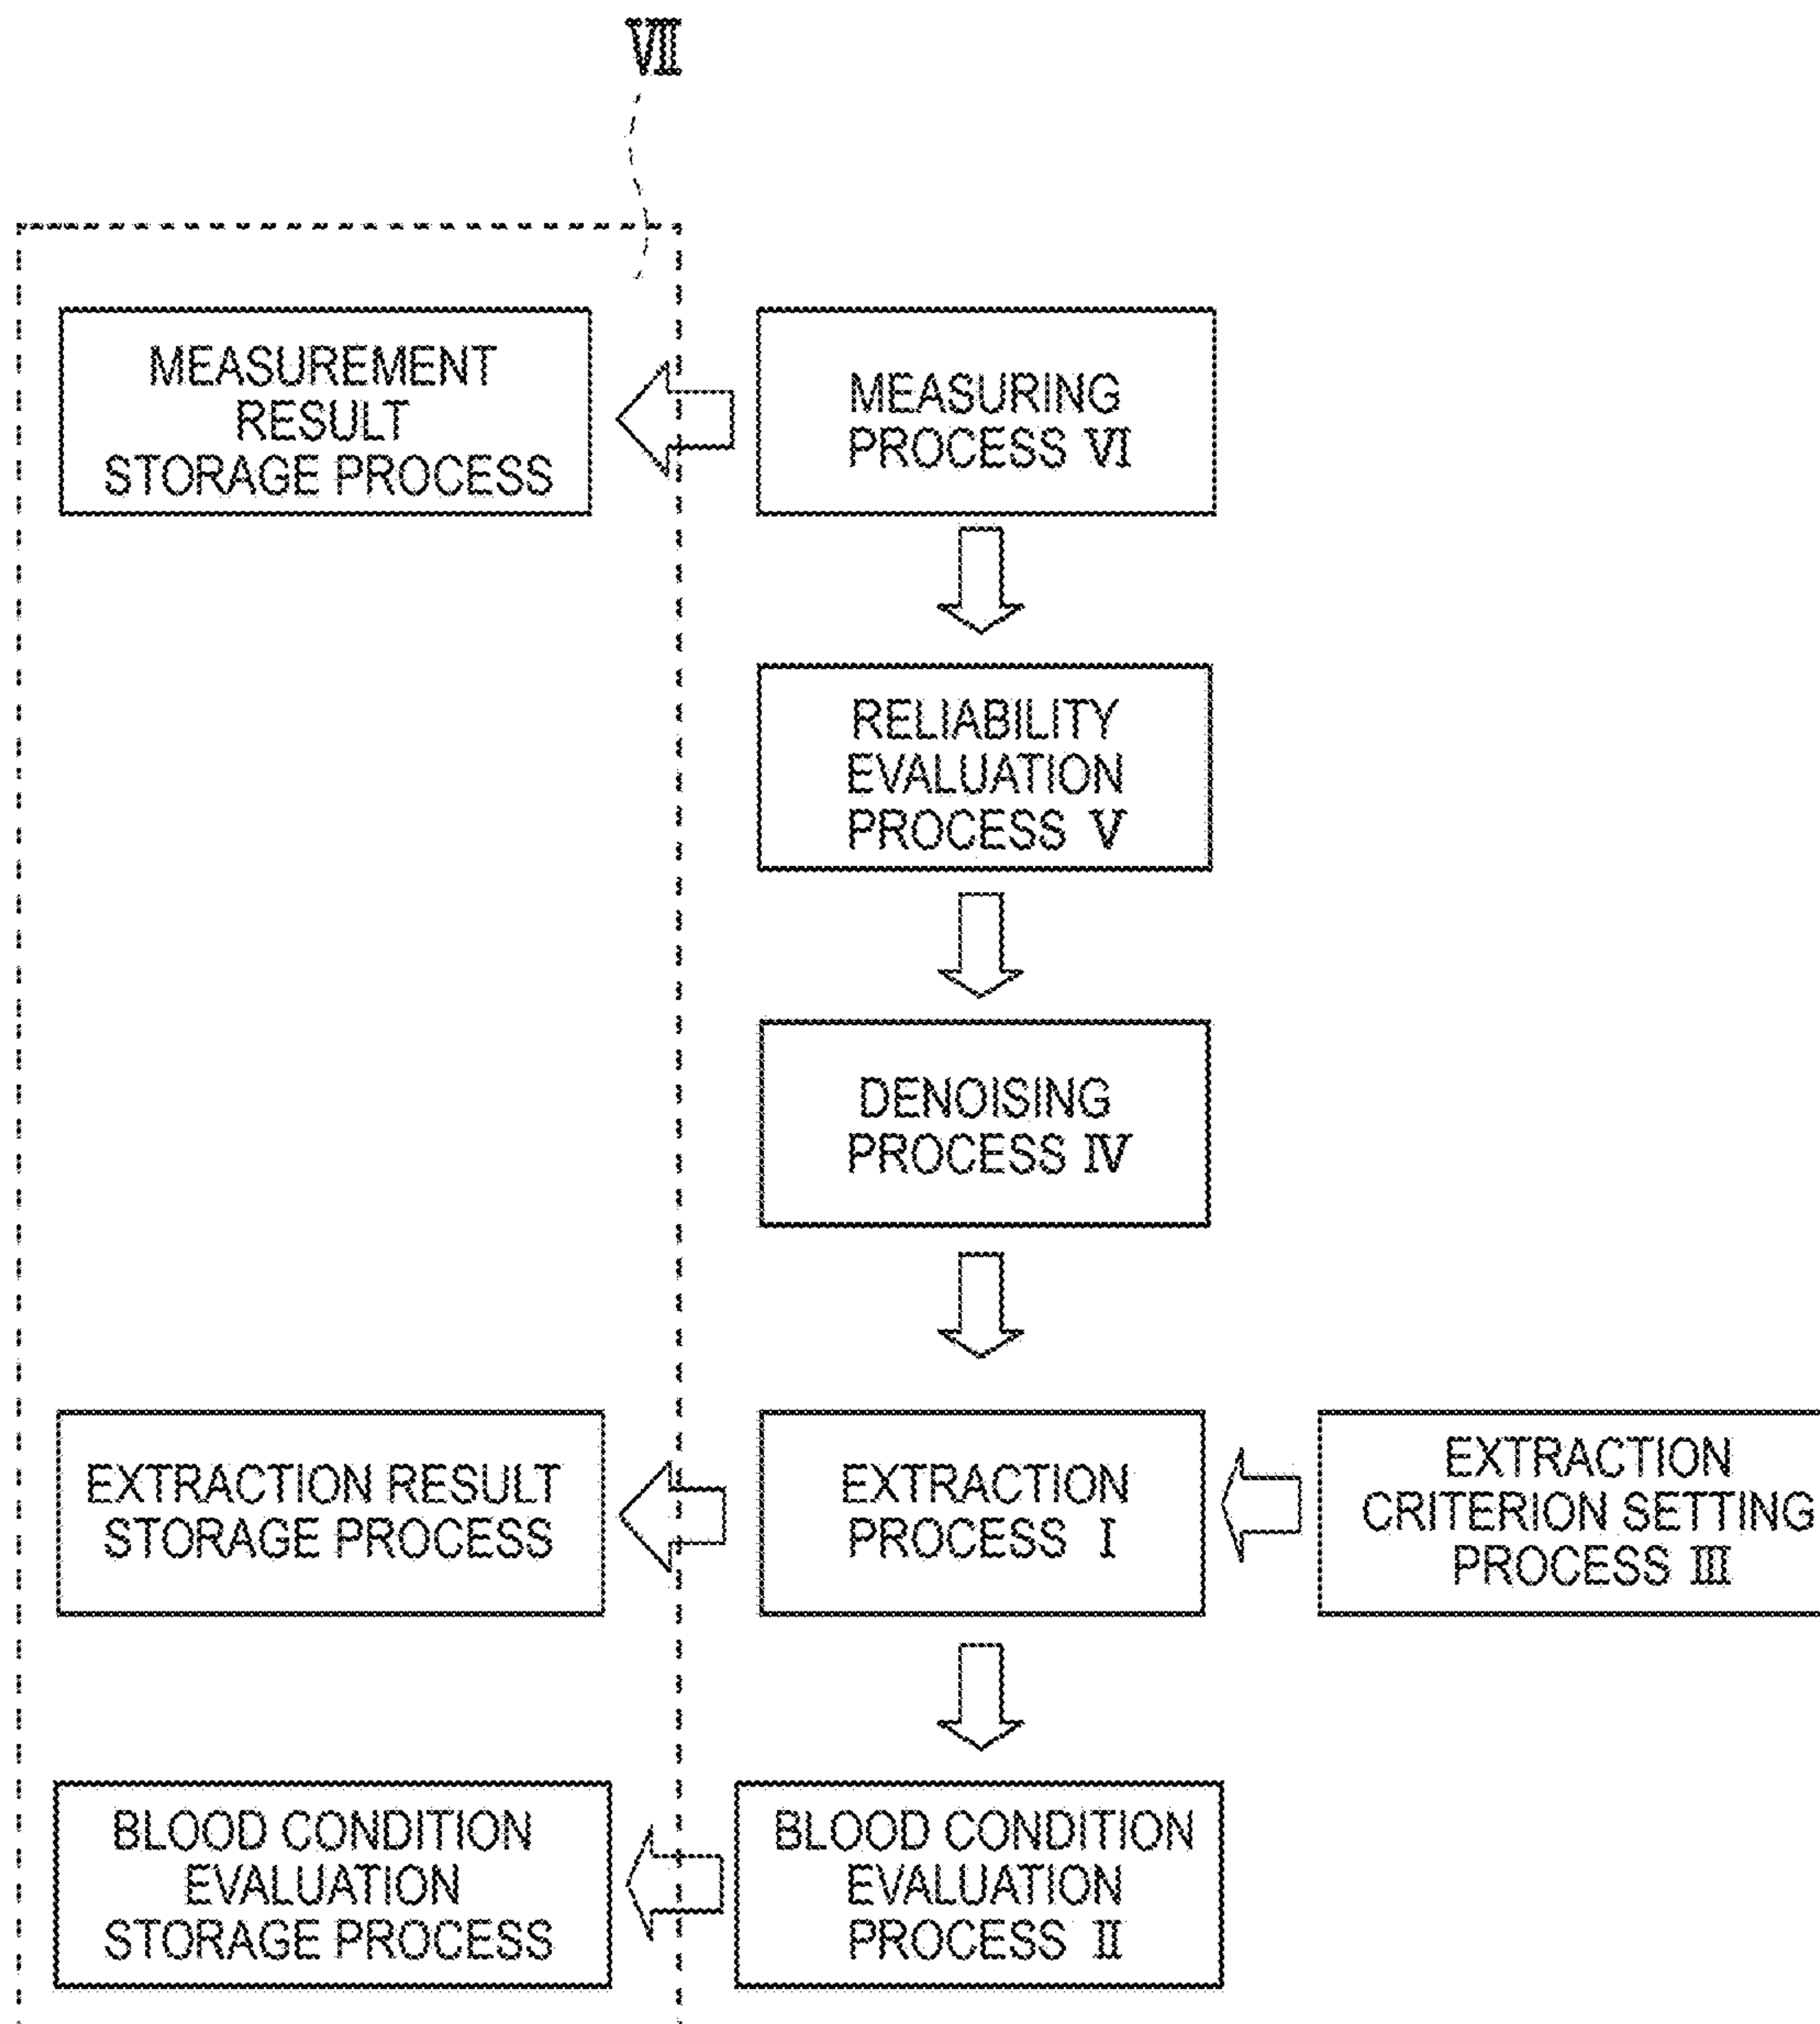 Ⅶ
MEASUREMENT
RESULT
STORAGE PROCESS
MEASURING
PROCESS Ⅵ
RELIABILITY
EVALUATION
PROCESS Ⅴ
DENOISING
PROCESS Ⅳ
EXTRACTION RESULT
STORAGE PROCESS
EXTRACTION
PROCESS Ⅰ
EXTRACTION
CRITERION SETTING
PROCESS Ⅲ
BLOOD CONDITION
EVALUATION
STORAGE PROCESS
BLOOD CONDITION
EVALUATION
PROCESS Ⅱ